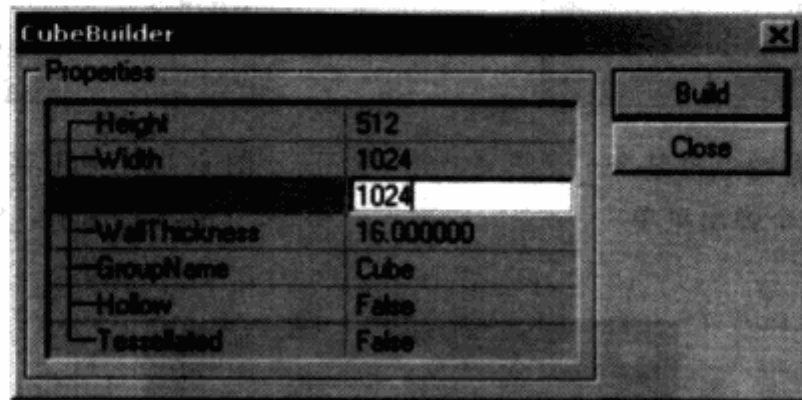 CubeBuilder
Properties
Height 512
Width 1024
1024
WallThickness 16.000000
GroupName Cube
Hollow False
Tessellated False
Build
Close